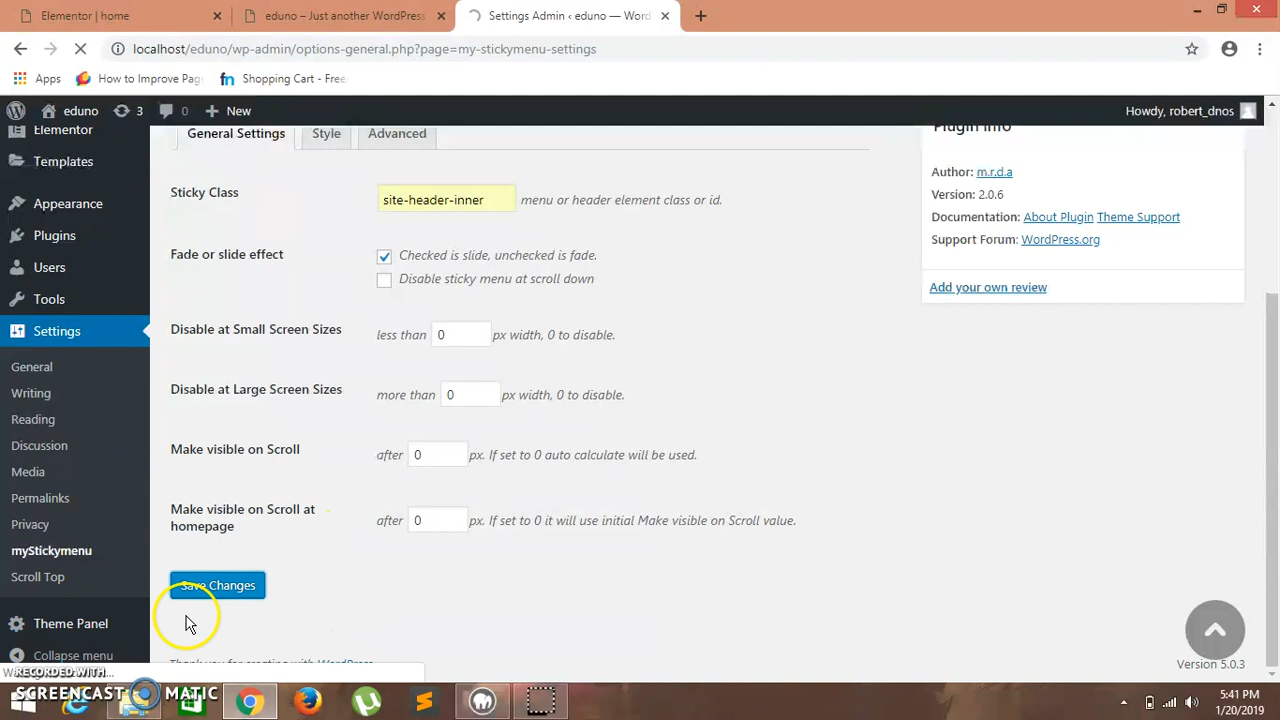 Elementor | home
eduno – Just another WordPress
Settings Admin ‹ eduno — Word
localhost/eduno/wp-admin/options-general.php?page=my-stickymenu-settings
Apps
How to Improve Pag
Shopping Cart - Free
eduno
3
0
New
Howdy, robert_dnos
Elementor
Templates
Appearance
Plugins
Users
Tools
Settings
General
Writing
Reading
Discussion
Media
Permalinks
Privacy
myStickymenu
Scroll Top
Theme Panel
Collapse menu
General Settings
Style
Advanced
Sticky Class
site-header-inner
menu or header element class or id.
Fade or slide effect
Checked is slide, unchecked is fade.
Disable sticky menu at scroll down
Disable at Small Screen Sizes
less than 0 px width, 0 to disable.
Disable at Large Screen Sizes
more than 0 px width, 0 to disable.
Make visible on Scroll
after 0 px. If set to 0 auto calculate will be used.
Make visible on Scroll at
homepage
after 0 px. If set to 0 it will use initial Make visible on Scroll value.
Save Changes
Thank you for creating with WordPress
Plugin info
Author: m.r.d.a
Version: 2.0.6
Documentation: About Plugin Theme Support
Support Forum: WordPress.org
Add your own review
Version 5.0.3
RECORDED WITH
SCREENCAST MATIC
5:41 PM
1/20/2019